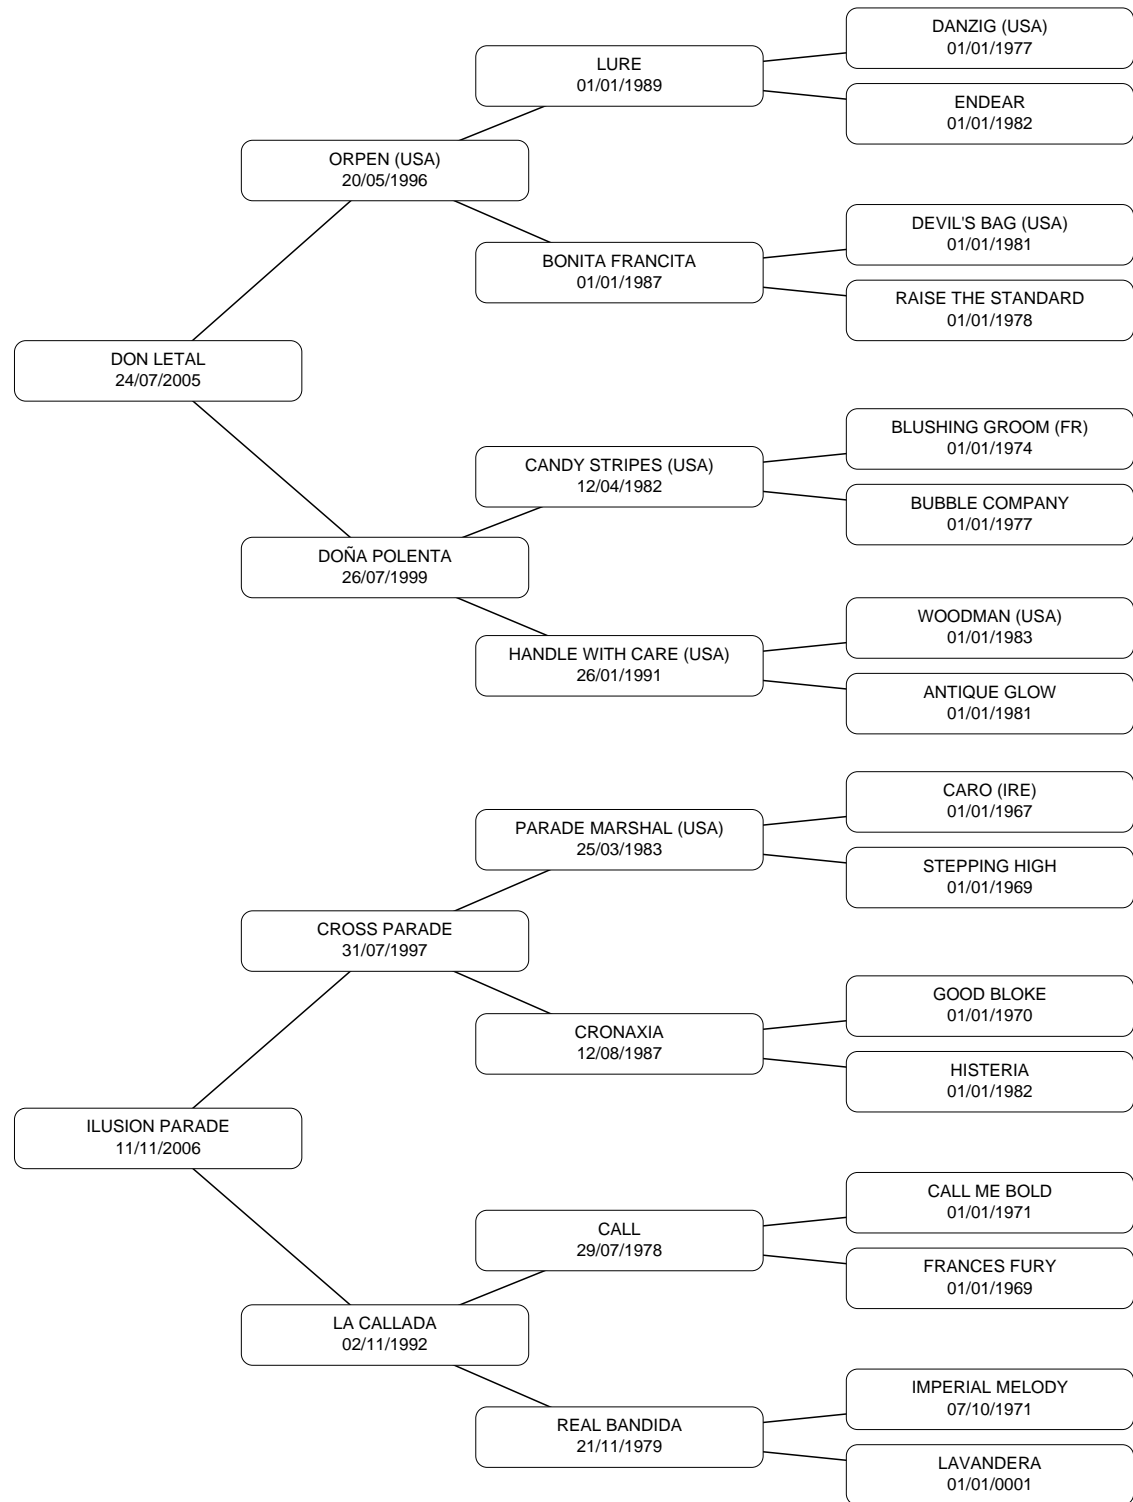 DANZIG (USA)
01/01/1977
LURE
01/01/1989
ENDEAR
01/01/1982
ORPEN (USA)
20/05/1996
DEVIL'S BAG (USA)
01/01/1981
BONITA FRANCITA
01/01/1987
RAISE THE STANDARD
01/01/1978
DON LETAL
24/07/2005
BLUSHING GROOM (FR)
01/01/1974
CANDY STRIPES (USA)
12/04/1982
BUBBLE COMPANY
01/01/1977
DOÑA POLENTA
26/07/1999
WOODMAN (USA)
01/01/1983
HANDLE WITH CARE (USA)
26/01/1991
ANTIQUE GLOW
01/01/1981
CARO (IRE)
01/01/1967
PARADE MARSHAL (USA)
25/03/1983
STEPPING HIGH
01/01/1969
CROSS PARADE
31/07/1997
GOOD BLOKE
01/01/1970
CRONAXIA
12/08/1987
HISTERIA
01/01/1982
ILUSION PARADE
11/11/2006
CALL ME BOLD
01/01/1971
CALL
29/07/1978
FRANCES FURY
01/01/1969
LA CALLADA
02/11/1992
IMPERIAL MELODY
07/10/1971
REAL BANDIDA
21/11/1979
LAVANDERA
01/01/0001